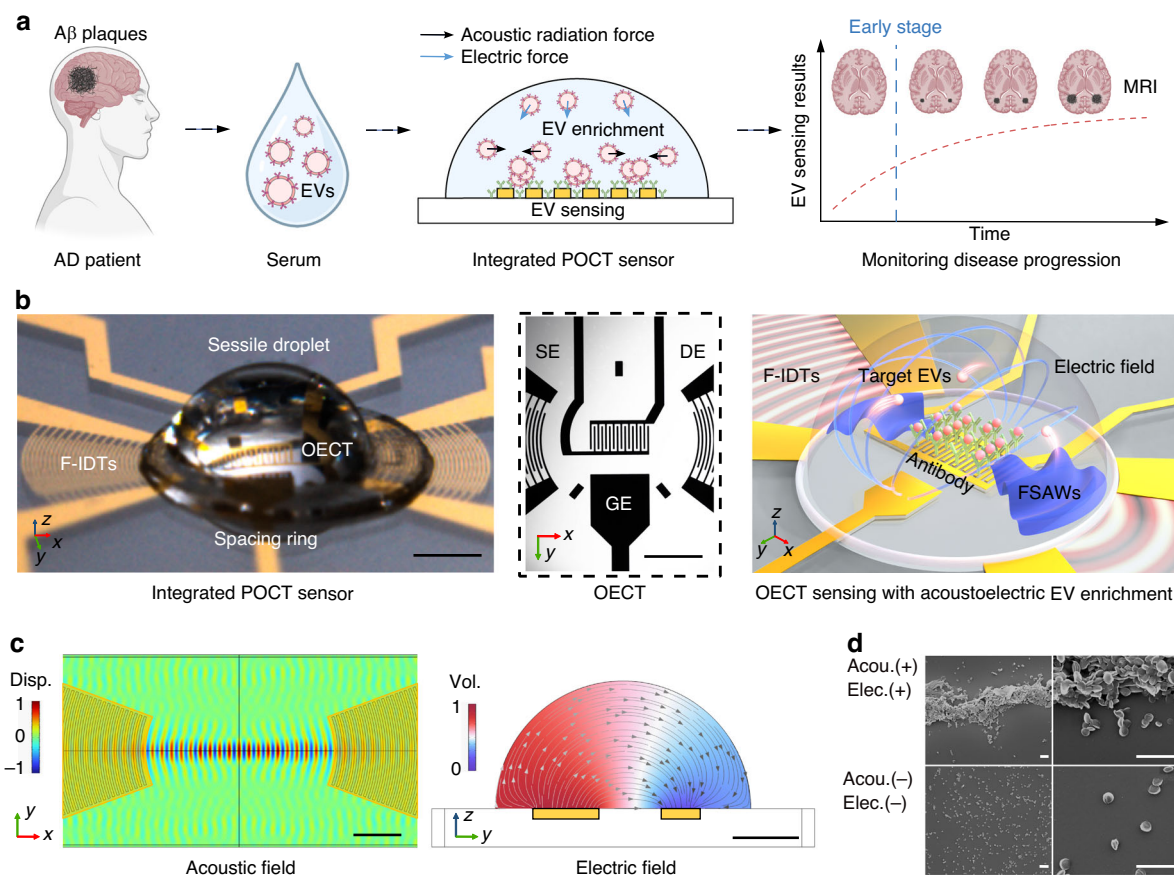 a
Aβ plaques
Acoustic radiation force
Electric force
EV enrichment
EVs
EV sensing
Early stage
MRI
EV sensing results
Time
AD patient
Serum
Integrated POCT sensor
Monitoring disease progression
b
Sessile droplet
OECT
F-IDTs
Spacing ring
z
x
y
Integrated POCT sensor
SE
DE
GE
x
y
OECT
F-IDTs
Target EVs
Electric field
Antibody
FSAWs
z
y
x
OECT sensing with acoustoelectric EV enrichment
c
Disp.
1
0
–1
y
x
Acoustic field
Vol.
1
0
z
y
Electric field
d
Acou.(+)
Elec.(+)
Acou.(–)
Elec.(–)